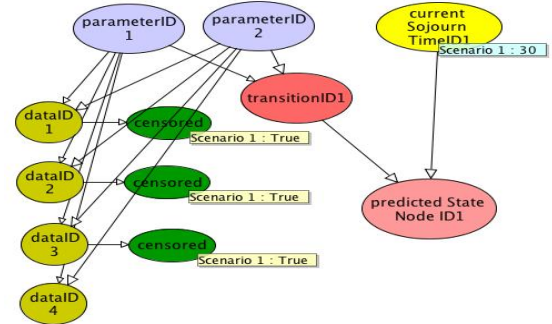 parameterID
1
parameterID
2
current
Sojourn
TimeID1
Scenario 1 : 30
transitionID1
dataID
1
censored
Scenario 1 : True
dataID
2
censored
Scenario 1 : True
predicted State
Node ID1
dataID
3
censored
Scenario 1 : True
dataID
4